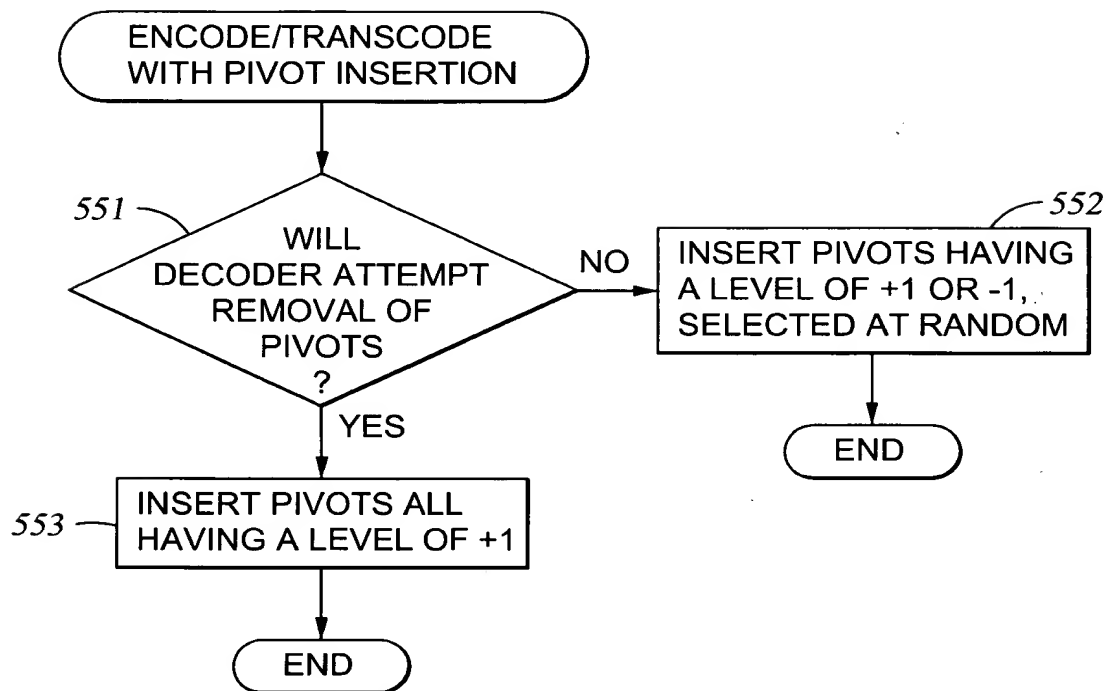 ENCODE/TRANSCODE
WITH PIVOT INSERTION
551
WILL
DECODER ATTEMPT
REMOVAL OF
PIVOTS
?
NO
552
INSERT PIVOTS HAVING
A LEVEL OF +1 OR -1,
SELECTED AT RANDOM
END
YES
553
INSERT PIVOTS ALL
HAVING A LEVEL OF +1
END